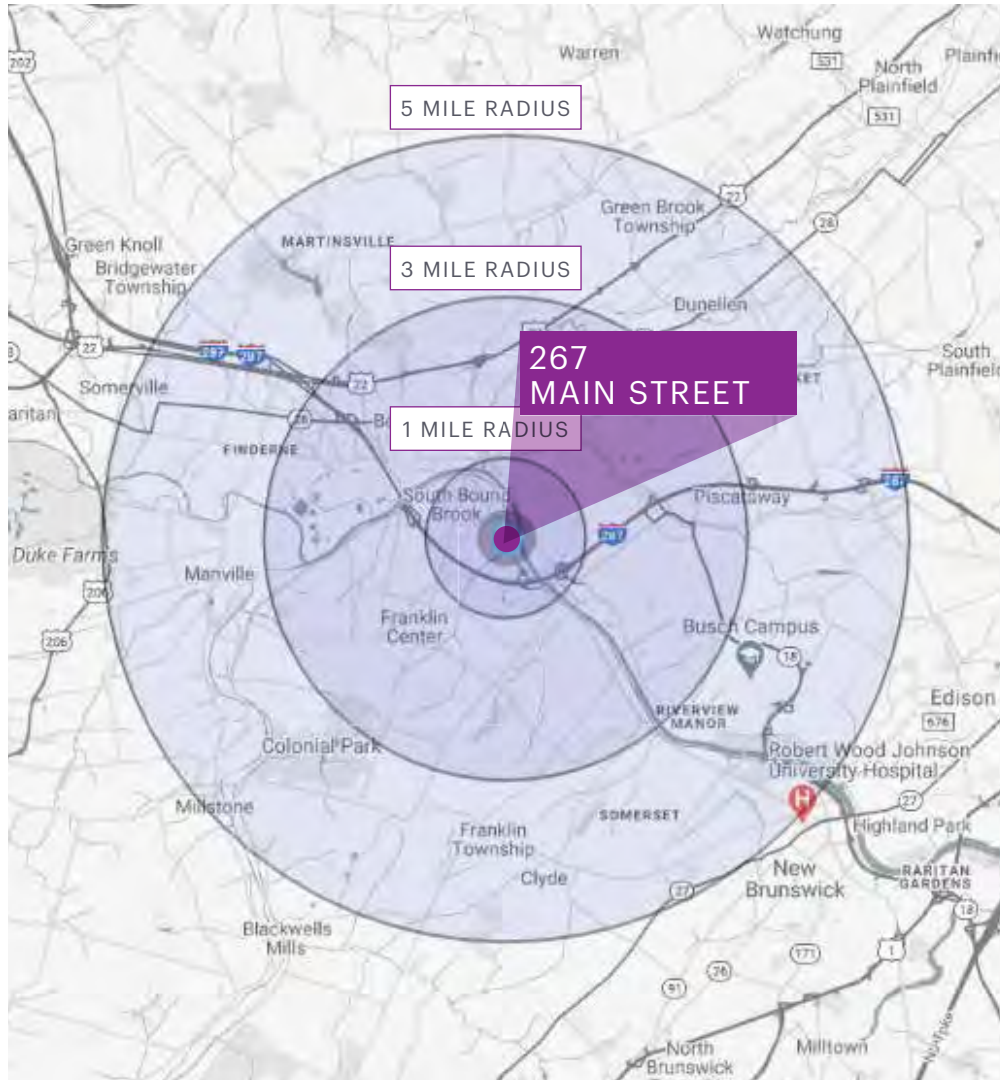 202
Watchung
531
Warren
North
Plainfield
531
5 MILE RADIUS
22
Green Brook
Township
28
MARTINSVILLE
Green Knoll
Bridgewater
Township
3 MILE RADIUS
Dunellen
22
287
287
22
267
MAIN STREET
South
Plainfield
Somerville
28
1 MILE RADIUS
FINDERNE
South Bound
Brook
Piscataway
287
287
Duke Farms
Manville
206
206
Franklin
Center
Busch Campus
18
RIVERVIEW
MANOR
Edison
676
Colonial Park
Robert Wood Johnson
University Hospital
H
Millstone
27
SOMERSET
Highland Park
Franklin
Township
Clyde
New
Brunswick
27
RARITAN
GARDENS
18
Blackwells
Mills
1
171
26
91
North
Brunswick
Milltown